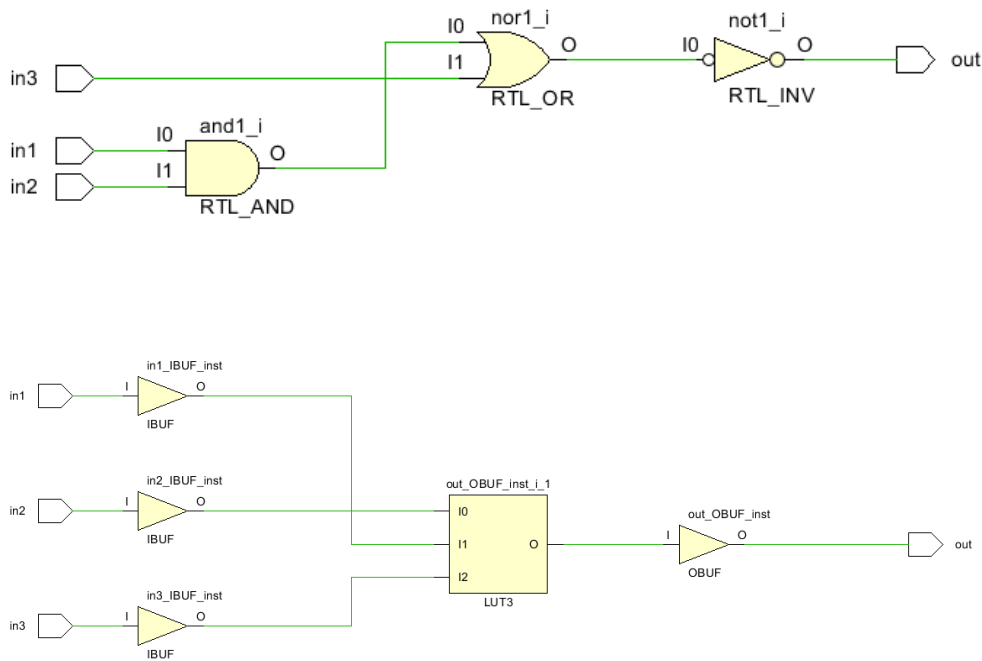 nor1_i
not1_i
I0
O
I0
O
in3
I1
out
RTL_OR
RTL_INV
and1_i
in1
I0
O
in2
I1
RTL_AND
in1_IBUF_inst
in1
I
O
IBUF
in2_IBUF_inst
out_OBUF_inst_i_1
in2
I
O
I0
out_OBUF_inst
IBUF
I1
O
I
O
out
I2
OBUF
in3_IBUF_inst
LUT3
in3
I
O
IBUF